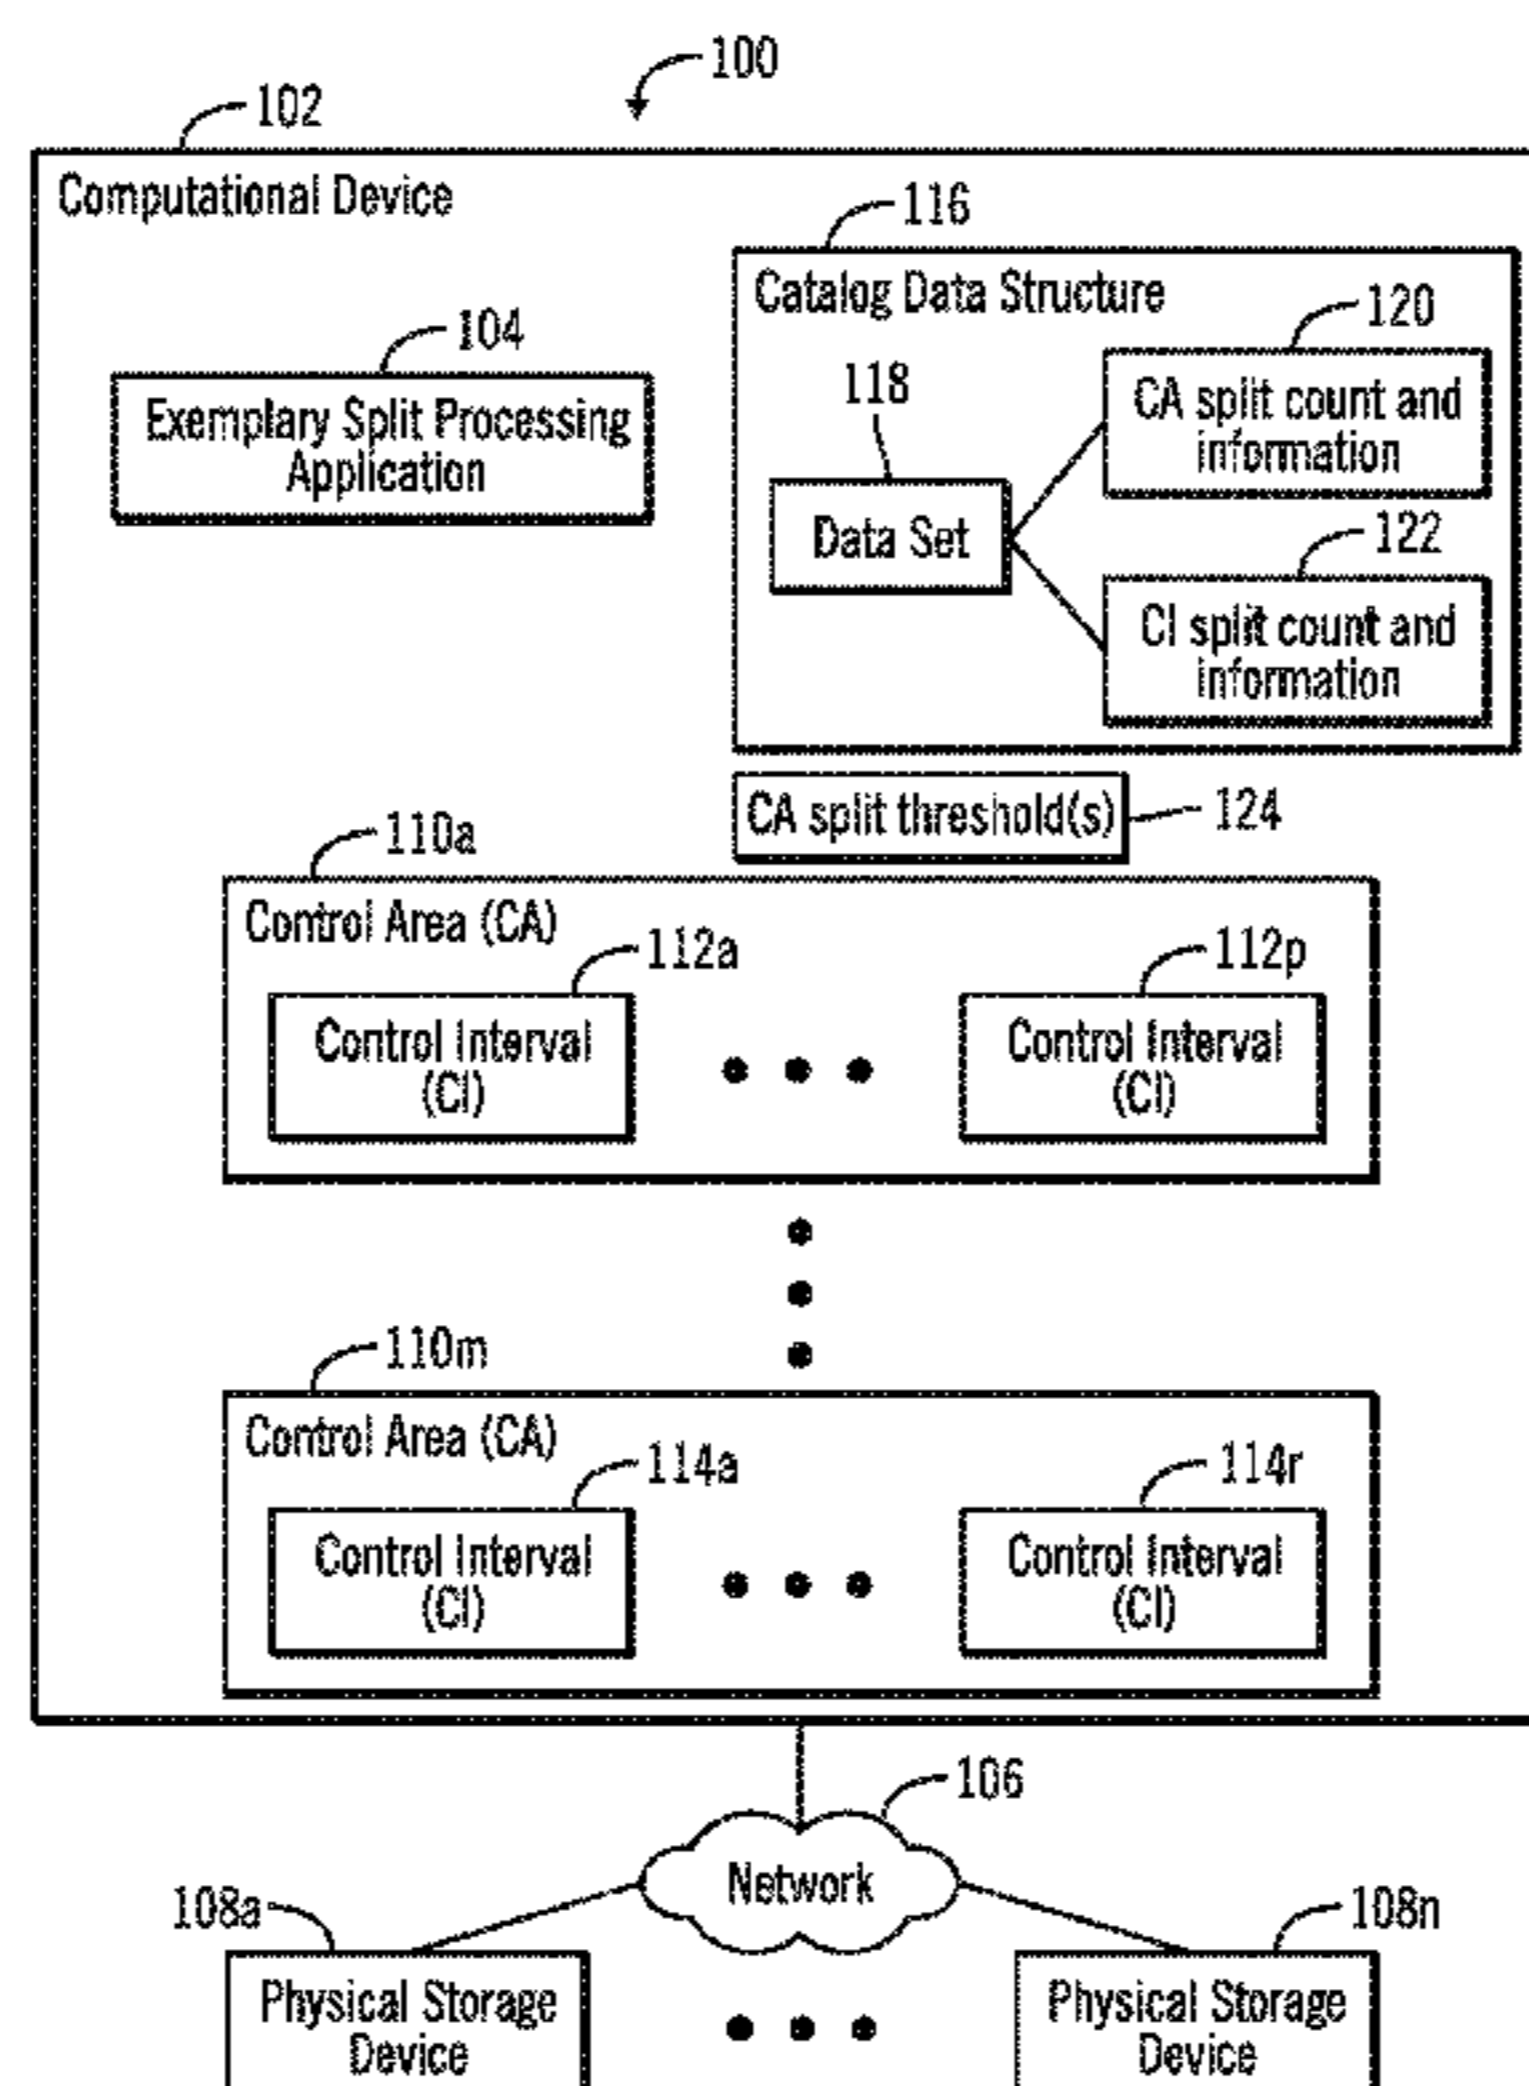 100
102
Computational Device
116
Catalog Data Structure
120
104
118
CA split count and
information
Exemplary Split Processing
Application
Data Set
122
CI split count and
information
CA split threshold(s)
124
110a
Control Area (CA)
112a
112p
Control Interval
(CI)
Control Interval
(CI)
110m
Control Area (CA)
114a
114r
Control Interval
(CI)
Control Interval
(CI)
106
Network
108a
108n
Physical Storage
Device
Physical Storage
Device